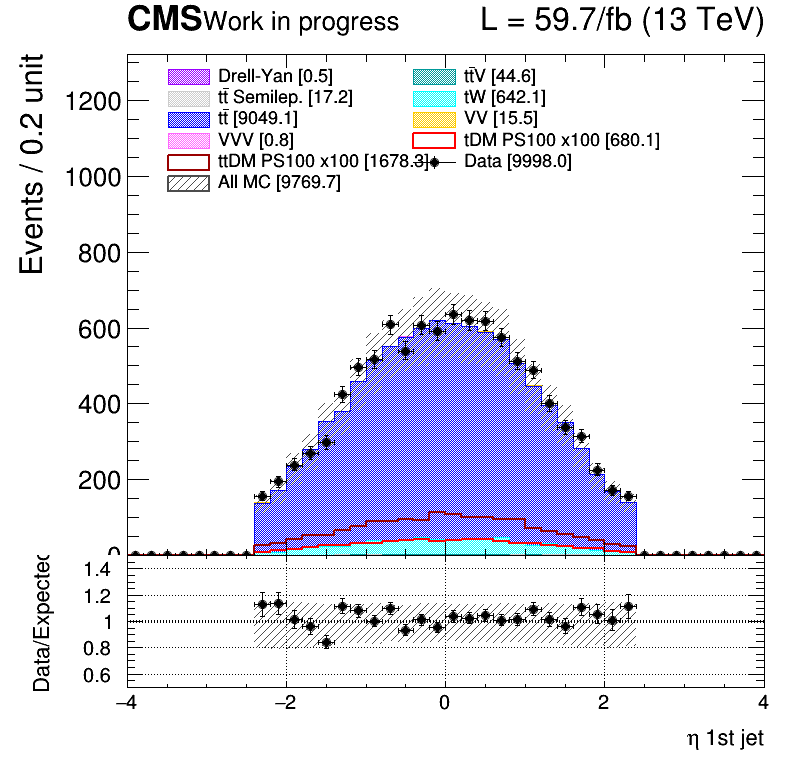 CMS Work in progress L = 59.7/fb (13 TeV)
Drell-Yan [0.5] tt̄V [44.6]
tt̄ Semilep. [17.2] tW [642.1]
tt̄ [9049.1] VV [15.5]
VVV [0.8] tDM PS100 x100 [680.1]
ttDM PS100 x100 [1678.3] Data [9998.0]
All MC [9769.7]
Events / 0.2 unit
1200
1000
800
600
400
200
0
Data/Expected
1.4
1.2
1
0.8
0.6
−4 −2 0 2 4
η 1st jet